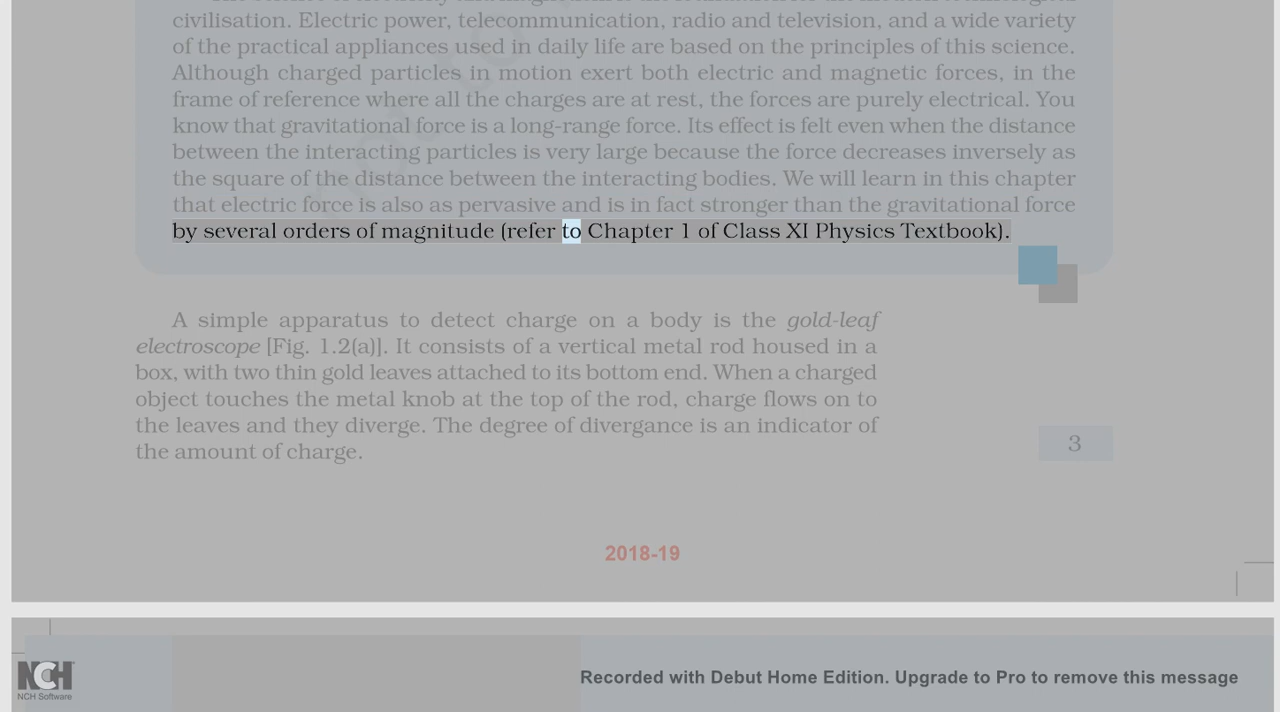 civilisation. Electric power, telecommunication, radio and television, and a wide variety
of the practical appliances used in daily life are based on the principles of this science.
Although charged particles in motion exert both electric and magnetic forces, in the
frame of reference where all the charges are at rest, the forces are purely electrical. You
know that gravitational force is a long-range force. Its effect is felt even when the distance
between the interacting particles is very large because the force decreases inversely as
the square of the distance between the interacting bodies. We will learn in this chapter
that electric force is also as pervasive and is in fact stronger than the gravitational force
by several orders of magnitude (refer to Chapter 1 of Class XI Physics Textbook).
A simple apparatus to detect charge on a body is the gold-leaf
electroscope [Fig. 1.2(a)]. It consists of a vertical metal rod housed in a
box, with two thin gold leaves attached to its bottom end. When a charged
object touches the metal knob at the top of the rod, charge flows on to
the leaves and they diverge. The degree of divergance is an indicator of
the amount of charge.
3
2018-19
NCH
NCH Software
Recorded with Debut Home Edition. Upgrade to Pro to remove this message